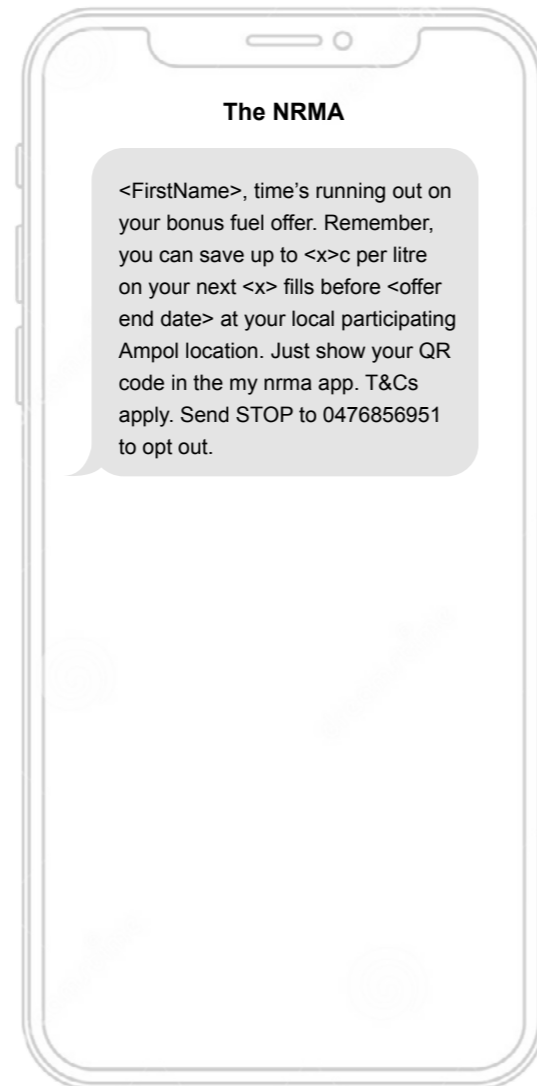 The NRMA
<FirstName>, time’s running out on
your bonus fuel offer. Remember,
you can save up to <x>c per litre
on your next <x> fills before <offer
end date> at your local participating
Ampol location. Just show your QR
code in the my nrma app. T&Cs
apply. Send STOP to 0476856951
to opt out.